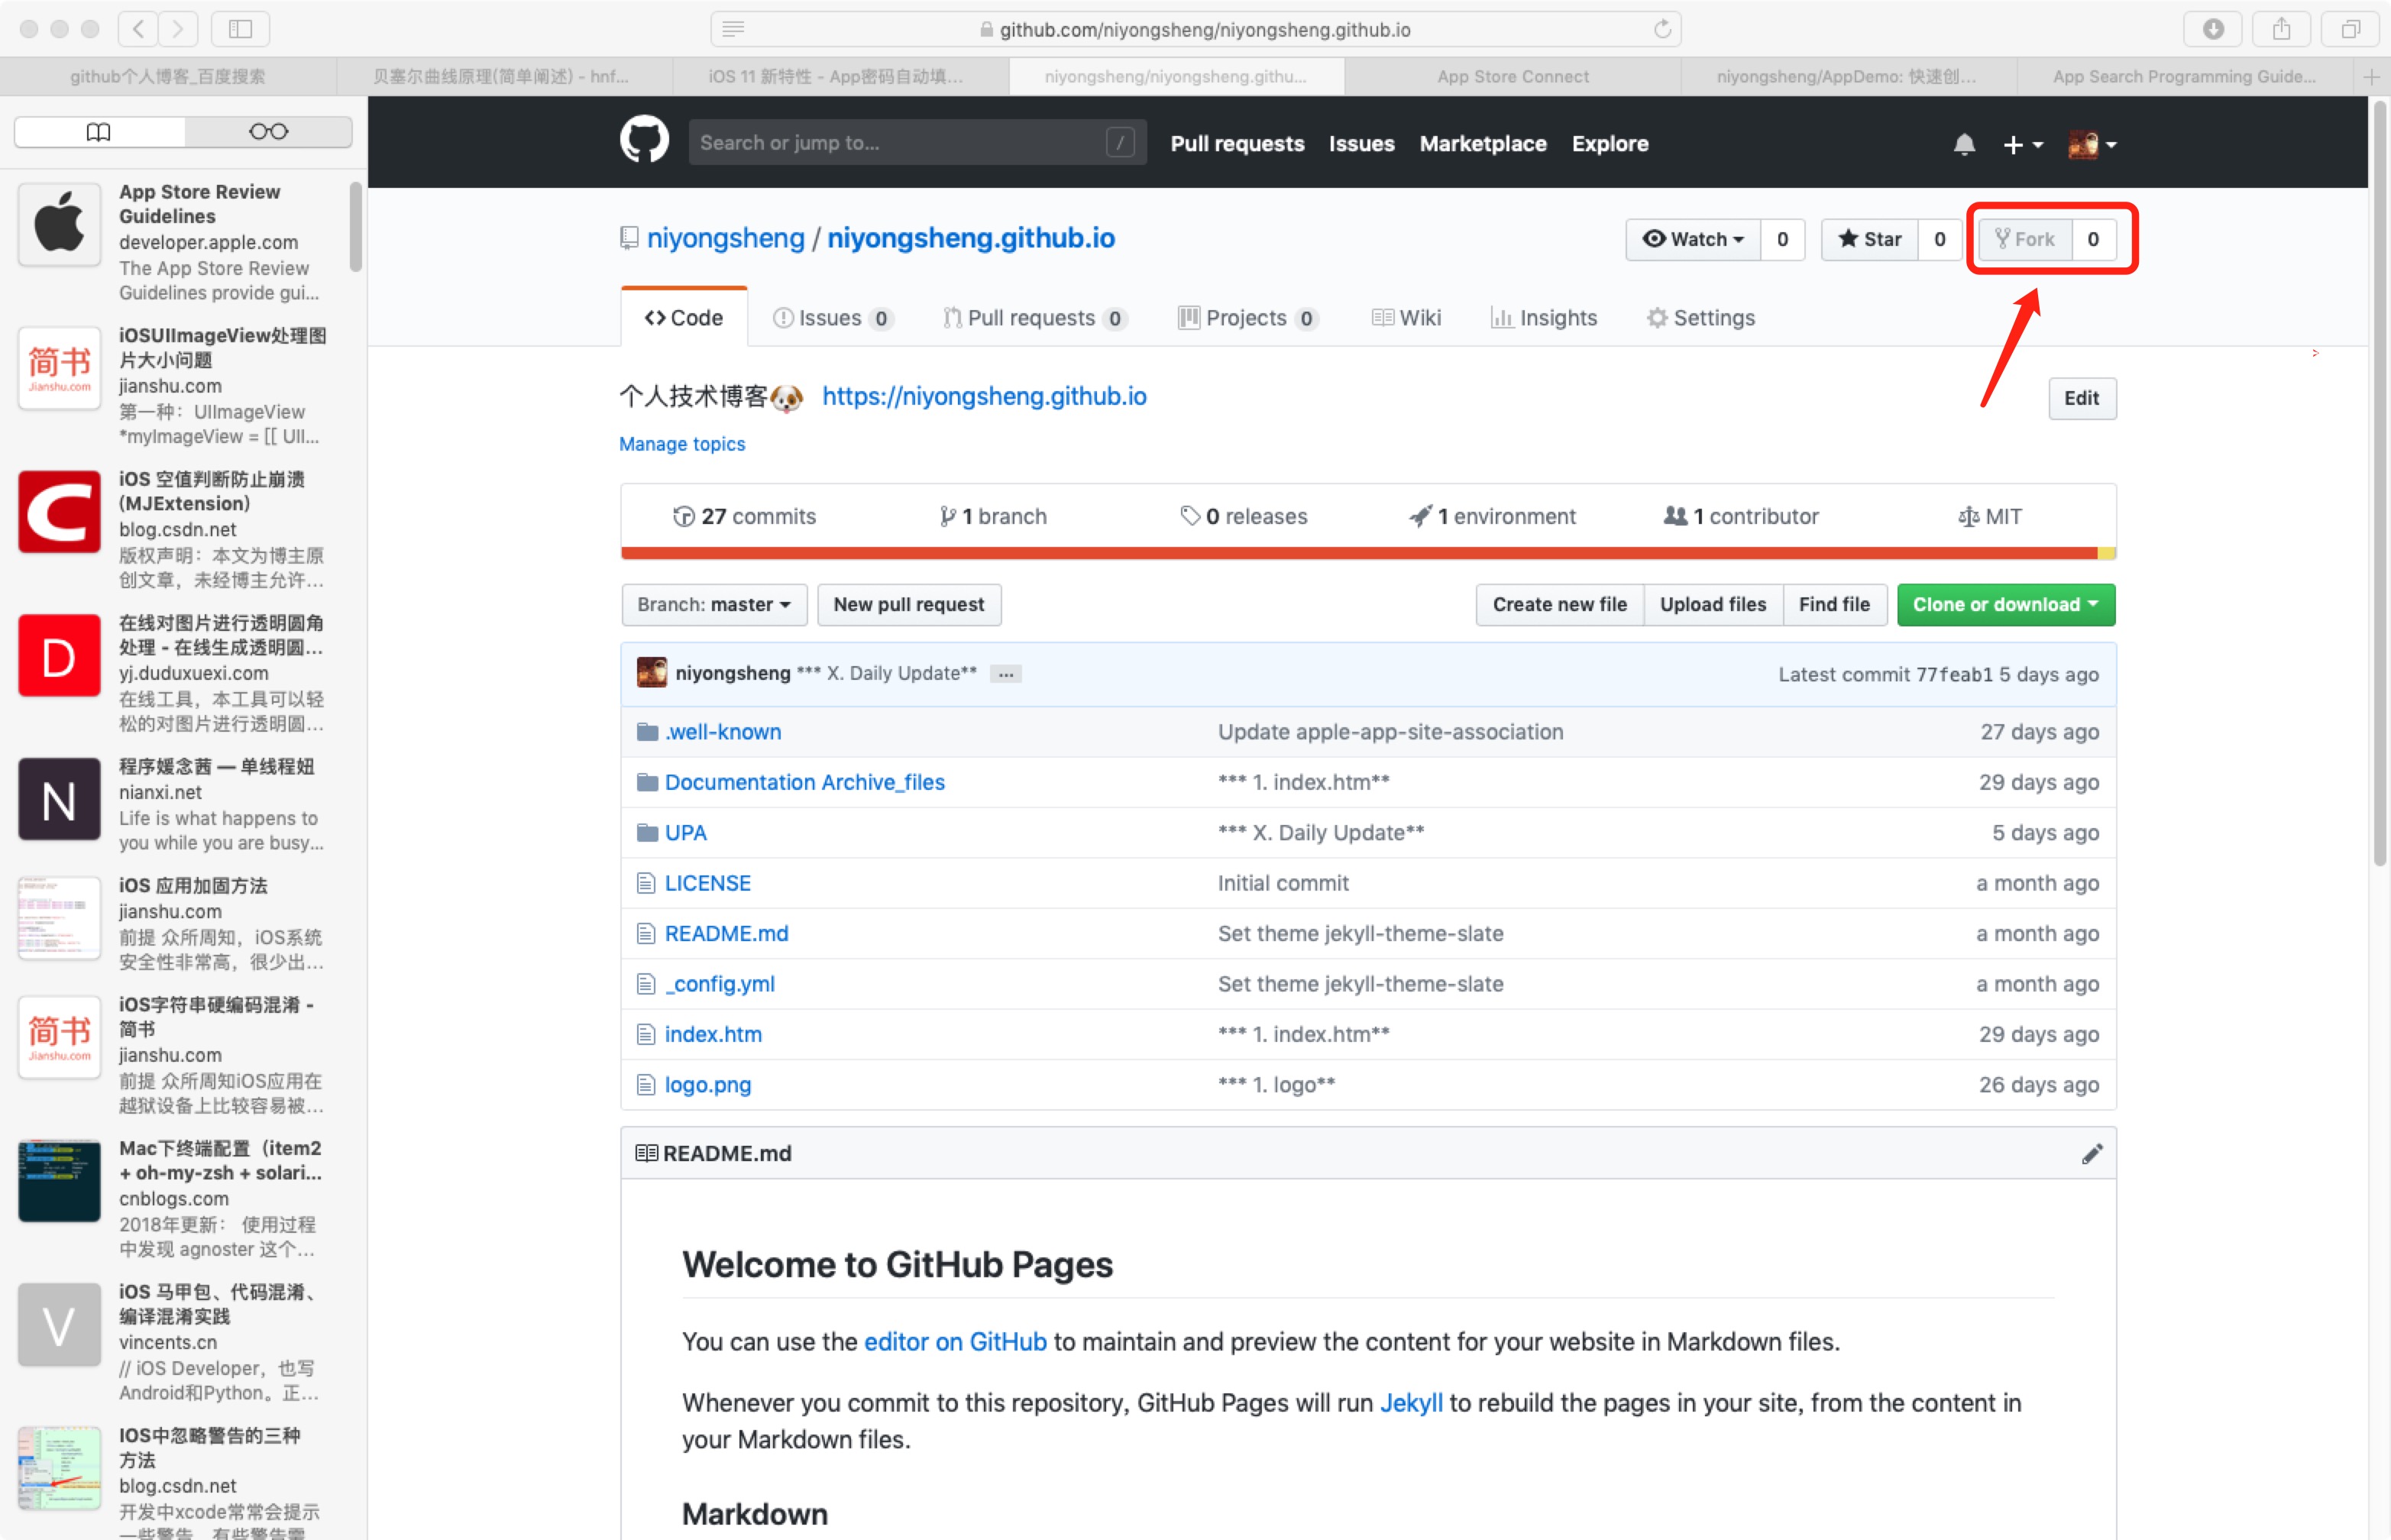 github.com/niyongsheng/niyongsheng.github.io
github个人博客_百度搜索
贝塞尔曲线原理(简单阐述) - hnf...
iOS 11 新特性 - App密码自动填...
niyongsheng/niyongsheng.githu...
App Store Connect
niyongsheng/AppDemo: 快速创...
App Search Programming Guide...
App Store Review
Guidelines
developer.apple.com
The App Store Review
Guidelines provide gui...
简书
Jianshu.com
iOSUIImageView处理图
片大小问题
jianshu.com
第一种：UIImageView
*myImageView = [[ UII...
C
iOS 空值判断防止崩溃
(MJExtension)
blog.csdn.net
版权声明：本文为博主原
创文章，未经博主允许...
D
在线对图片进行透明圆角
处理 - 在线生成透明圆...
yj.duduxuexi.com
在线工具，本工具可以轻
松的对图片进行透明圆...
N
程序媛念茜 — 单线程妞
nianxi.net
Life is what happens to
you while you are busy...
iOS 应用加固方法
jianshu.com
前提 众所周知，iOS系统
安全性非常高，很少出...
简书
Jianshu.com
iOS字符串硬编码混淆 -
简书
jianshu.com
前提 众所周知iOS应用在
越狱设备上比较容易被...
Mac下终端配置（item2
+ oh-my-zsh + solari...
cnblogs.com
2018年更新： 使用过程
中发现 agnoster 这个...
V
iOS 马甲包、代码混淆、
编译混淆实践
vincents.cn
// iOS Developer，也写
Android和Python。正...
IOS中忽略警告的三种
方法
blog.csdn.net
开发中xcode常常会提示
一些警告，有些警告需
Search or jump to...
/
Pull requests
Issues
Marketplace
Explore
niyongsheng / niyongsheng.github.io
Watch 0
Star 0
Fork 0
Code
Issues 0
Pull requests 0
Projects 0
Wiki
Insights
Settings
个人技术博客🐶 https://niyongsheng.github.io
Edit
Manage topics
27 commits
1 branch
0 releases
1 environment
1 contributor
MIT
Branch: master
New pull request
Create new file
Upload files
Find file
Clone or download
niyongsheng *** X. Daily Update** ...
Latest commit 77feab1 5 days ago
.well-known Update apple-app-site-association 27 days ago
Documentation Archive_files *** 1. index.htm** 29 days ago
UPA *** X. Daily Update** 5 days ago
LICENSE Initial commit a month ago
README.md Set theme jekyll-theme-slate a month ago
_config.yml Set theme jekyll-theme-slate a month ago
index.htm *** 1. index.htm** 29 days ago
logo.png *** 1. logo** 26 days ago
README.md
Welcome to GitHub Pages
You can use the editor on GitHub to maintain and preview the content for your website in Markdown files.
Whenever you commit to this repository, GitHub Pages will run Jekyll to rebuild the pages in your site, from the content in
your Markdown files.
Markdown